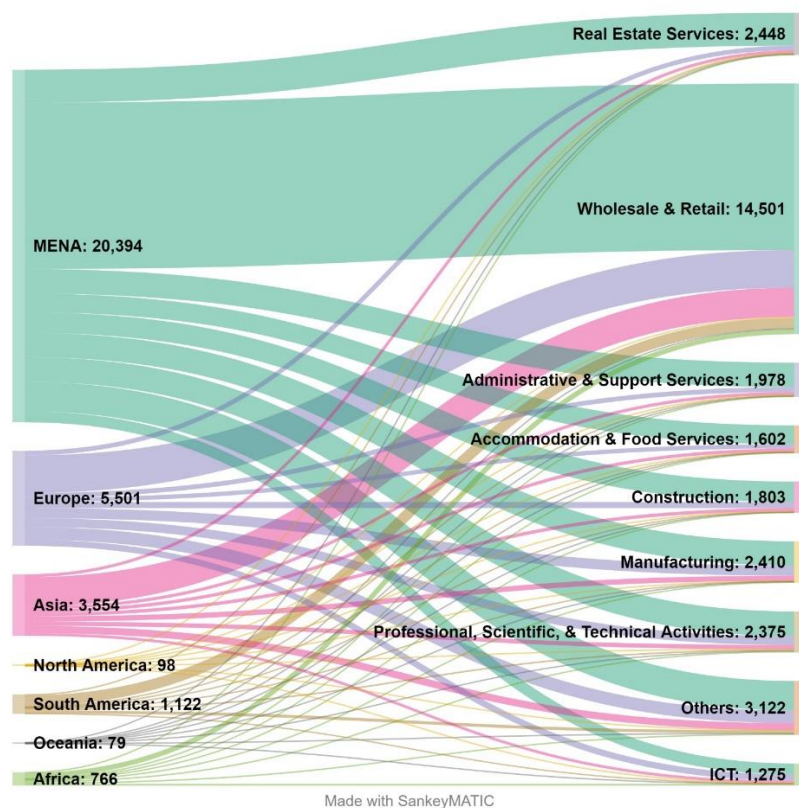 Real Estate Services: 2,448
Wholesale & Retail: 14,501
MENA: 20,394
Administrative & Support Services: 1,978
Accommodation & Food Services: 1,602
Europe: 5,501
Construction: 1,803
Manufacturing: 2,410
Asia: 3,554
Professional, Scientific, & Technical Activities: 2,375
North America: 98
South America: 1,122
Others: 3,122
Oceania: 79
Africa: 766
ICT: 1,275
Made with SankeyMATIC